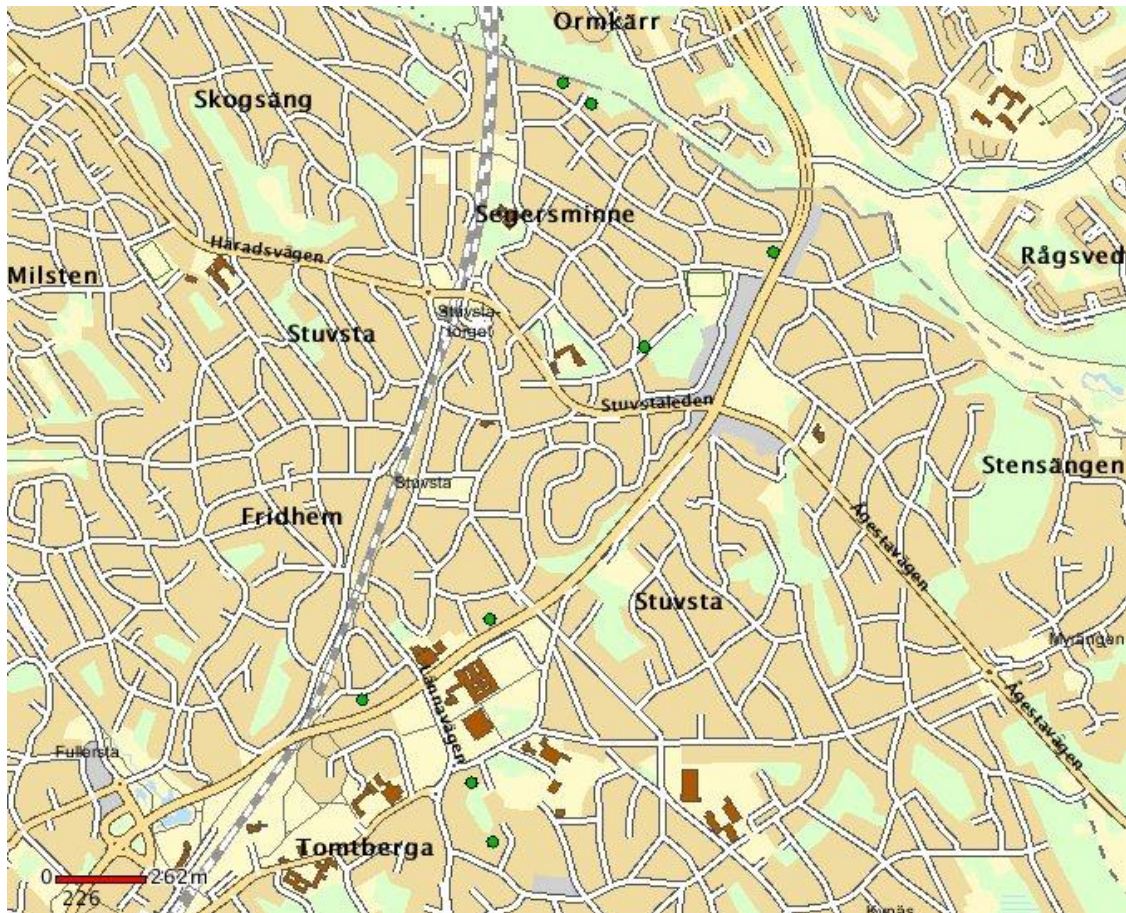 Ormkärr
Skogsäng
Segersminne
Häradsvägen
Rågsved
Milsten
Stuvsta-
torget
Stuvsta
Stuvstaleden
Stensängen
Stuvsta
Fridhem
Ågestavägen
Stuvsta
Myrängen
Lännavägen
Ågestavägen
Fullersta
Tomtberga
0 262m
226
Kynäs